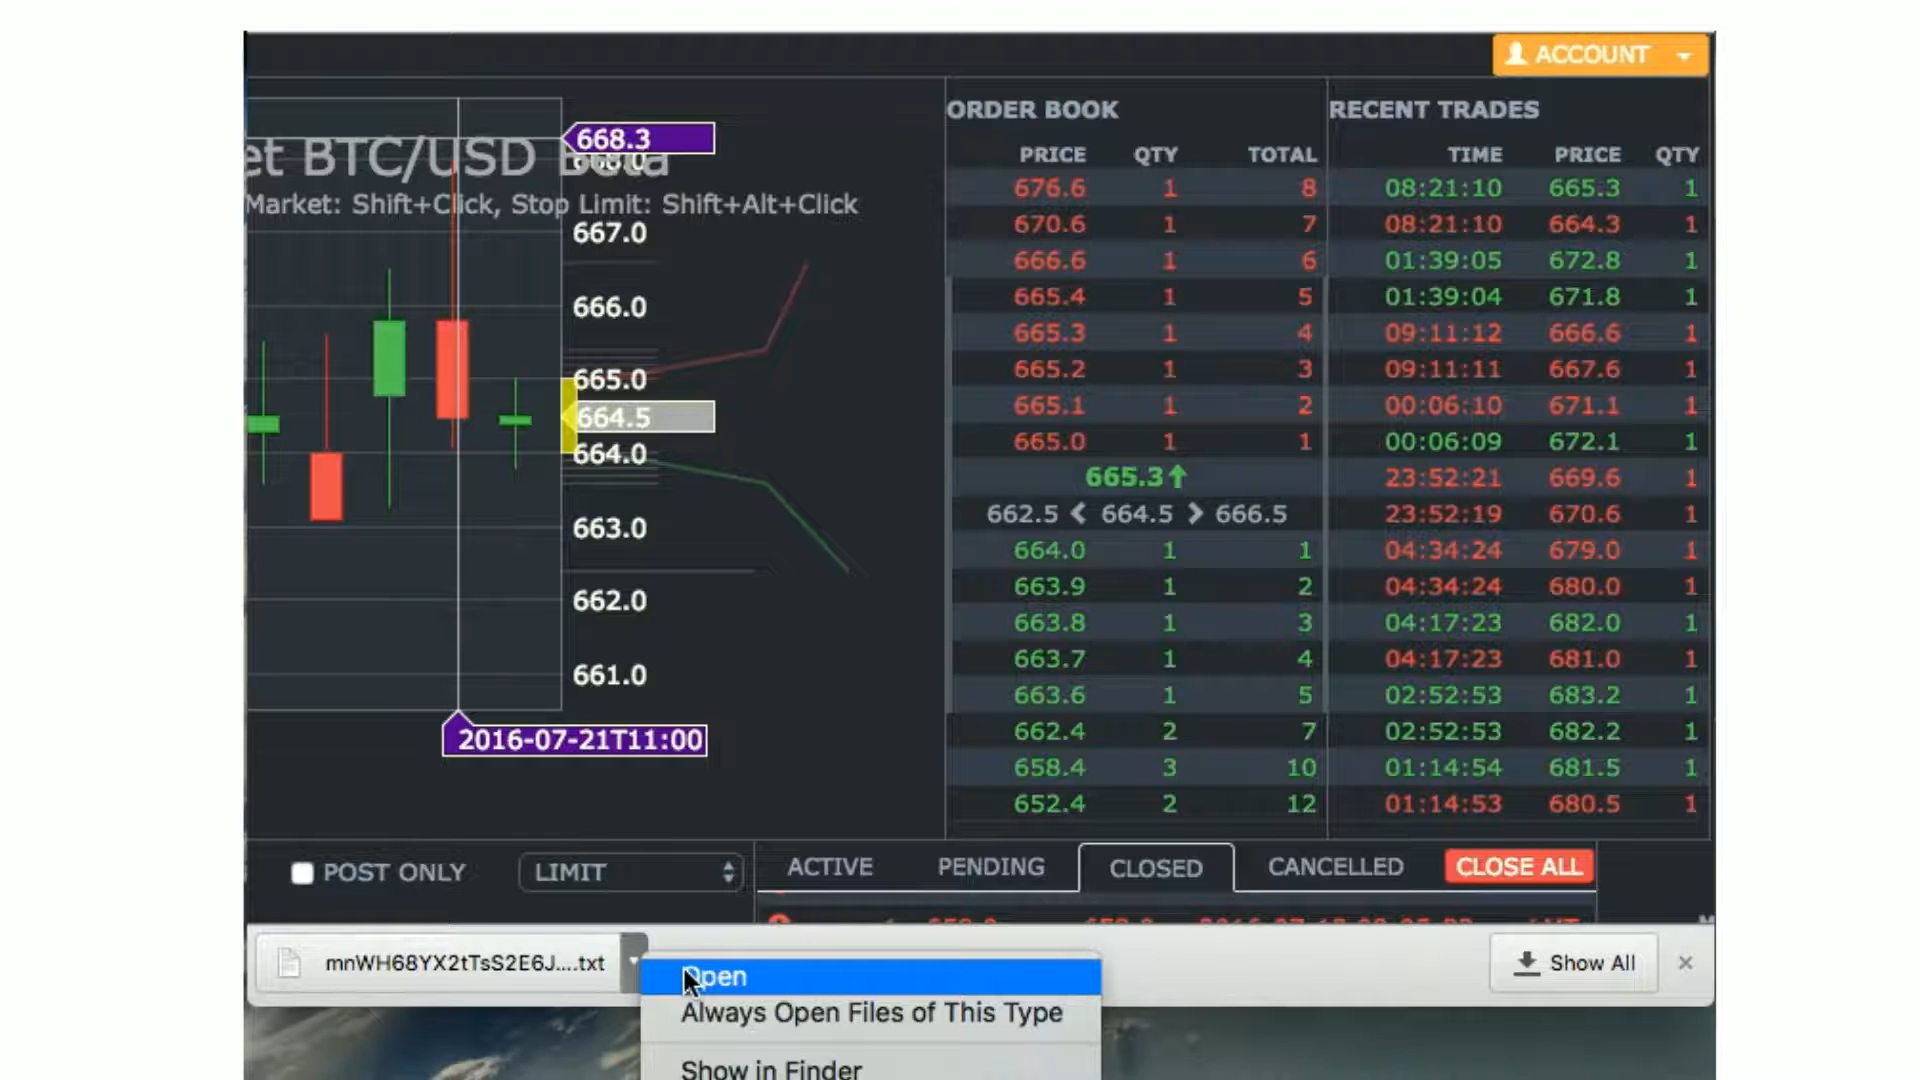 ACCOUNT
et BTC/USD Beta
Market: Shift+Click, Stop Limit: Shift+Alt+Click
668.3
668.0
667.0
666.0
665.0
664.5
664.0
663.0
662.0
661.0
2016-07-21T11:00
ORDER BOOK
PRICE QTY TOTAL
676.6 1 8
670.6 1 7
666.6 1 6
665.4 1 5
665.3 1 4
665.2 1 3
665.1 1 2
665.0 1 1
665.3↑
662.5 < 664.5 > 666.5
664.0 1 1
663.9 1 2
663.8 1 3
663.7 1 4
663.6 1 5
662.4 2 7
658.4 3 10
652.4 2 12
RECENT TRADES
TIME PRICE QTY
08:21:10 665.3 1
08:21:10 664.3 1
01:39:05 672.8 1
01:39:04 671.8 1
09:11:12 666.6 1
09:11:11 667.6 1
00:06:10 671.1 1
00:06:09 672.1 1
23:52:21 669.6 1
23:52:19 670.6 1
04:34:24 679.0 1
04:34:24 680.0 1
04:17:23 682.0 1
04:17:23 681.0 1
02:52:53 683.2 1
02:52:53 682.2 1
01:14:54 681.5 1
01:14:53 680.5 1
POST ONLY LIMIT
ACTIVE PENDING CLOSED CANCELLED CLOSE ALL
mnWH68YX2tTsS2E6J....txt
Show All
Open
Always Open Files of This Type
Show in Finder